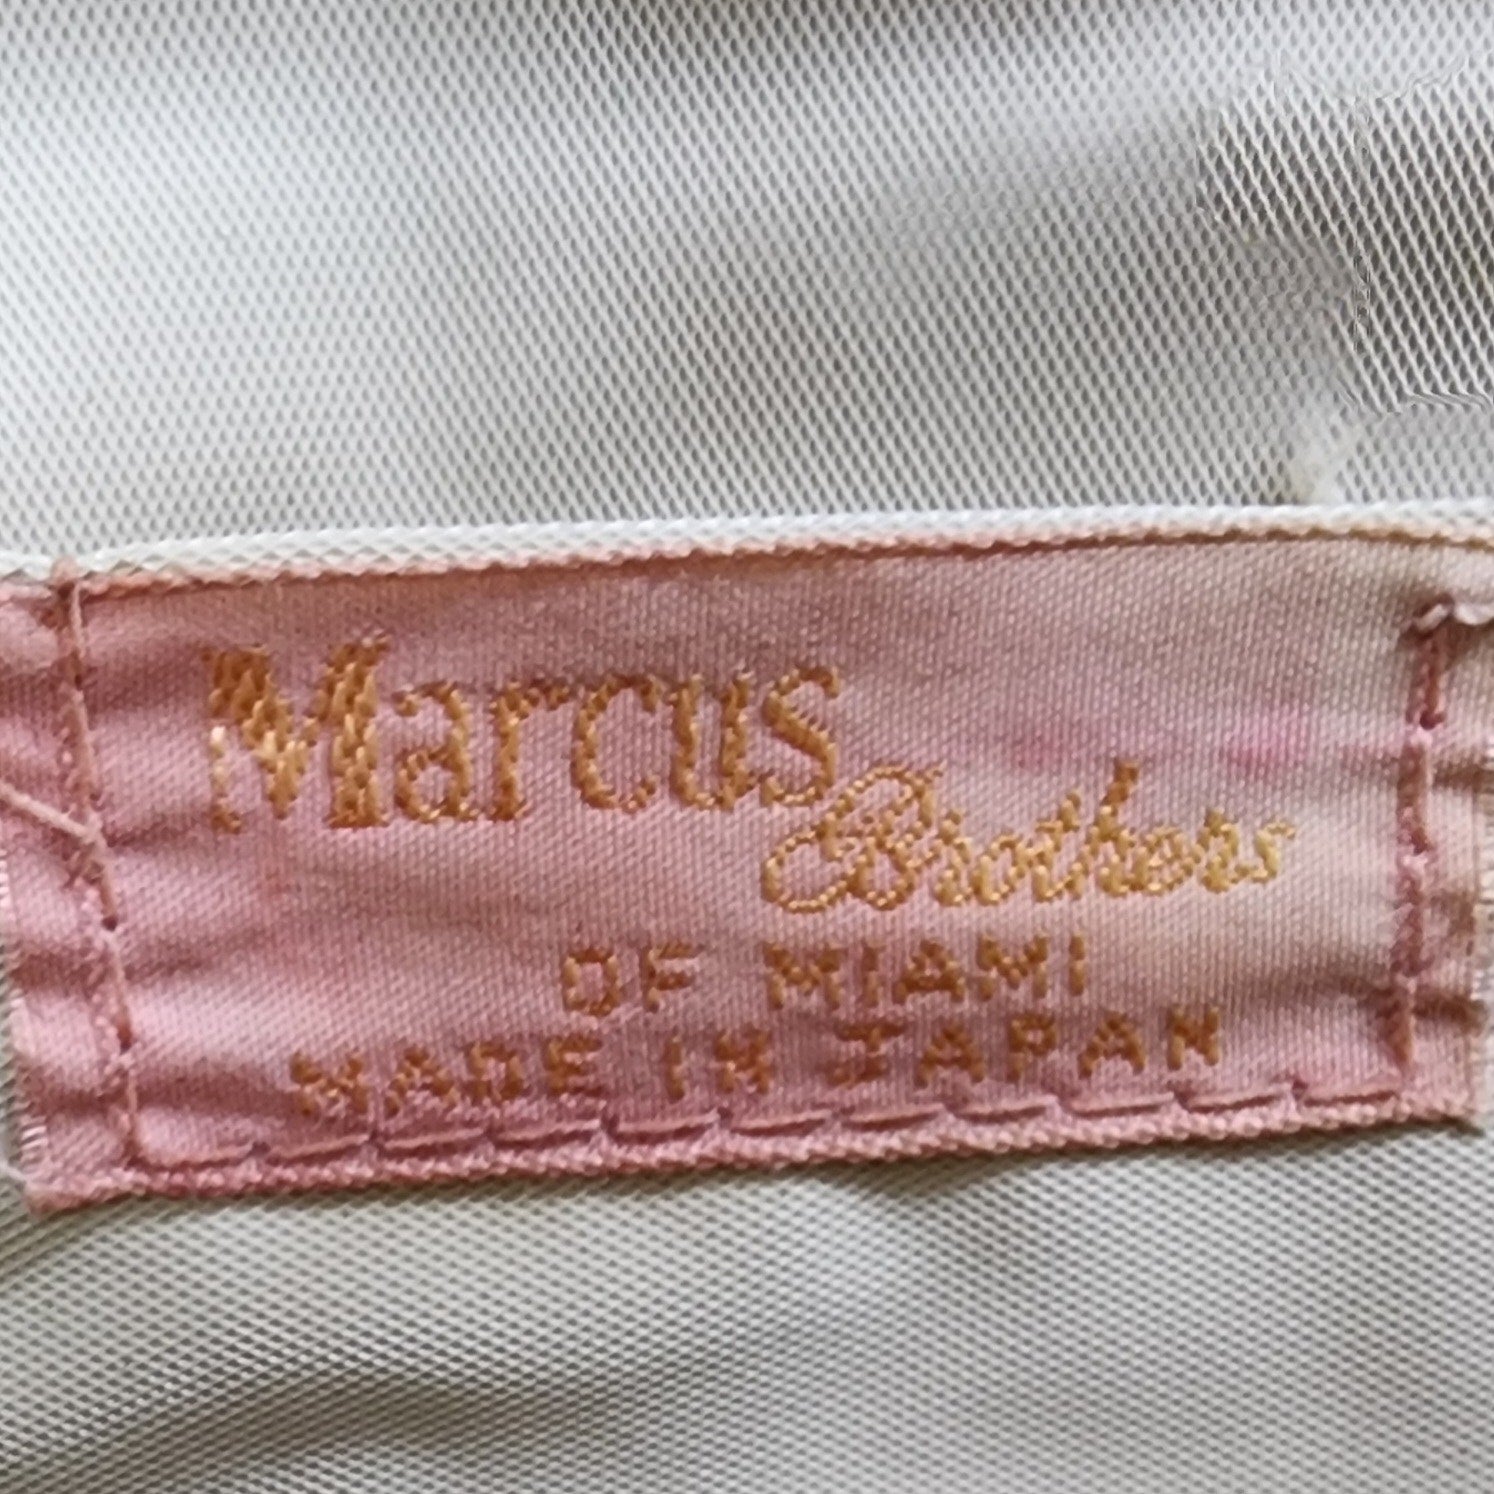 Marcus
Brothers
OF MIAMI
MADE IN JAPAN